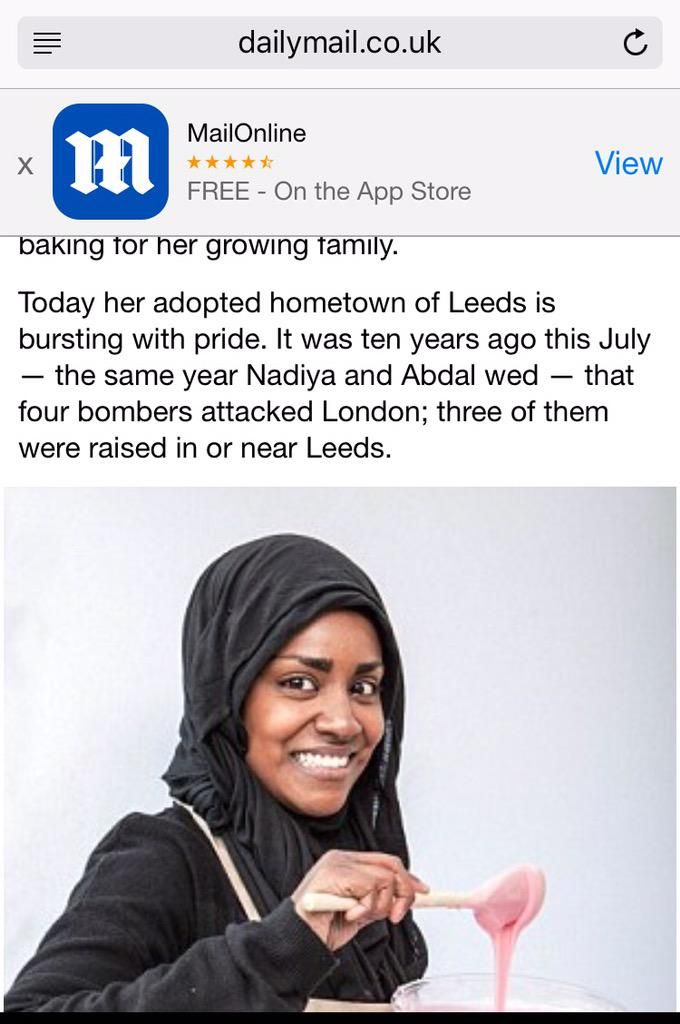 dailymail.co.uk
x
m
MailOnline
FREE - On the App Store
View
baking for her growing family.
Today her adopted hometown of Leeds is
bursting with pride. It was ten years ago this July
— the same year Nadiya and Abdal wed — that
four bombers attacked London; three of them
were raised in or near Leeds.